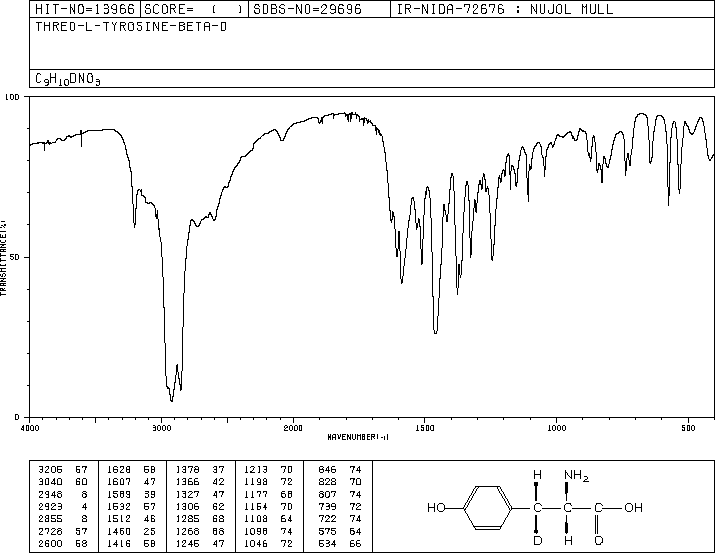 HIT-NO=13966 SCORE= ( ) SDBS-NO=29696 IR-NIDA-72676 : NUJOL MULL
THREO-L-TYROSINE-BETA-D
C9H10DNO3
100
50
0
TRANSMITTANCE(%)
4000 3000 2000 1500 1000 500
WAVENUMBER(-1)
3205 57 1628 58 1378 37 1213 70 846 74
3040 60 1607 47 1366 42 1198 72 828 70
2948 8 1589 39 1327 47 1177 68 807 74
2923 4 1532 57 1306 62 1154 70 739 72
2855 8 1512 46 1285 68 1108 64 722 74
2728 57 1460 25 1268 68 1098 74 575 64
2600 58 1416 58 1245 47 1046 72 534 66
H NH2
HO OH
D H O